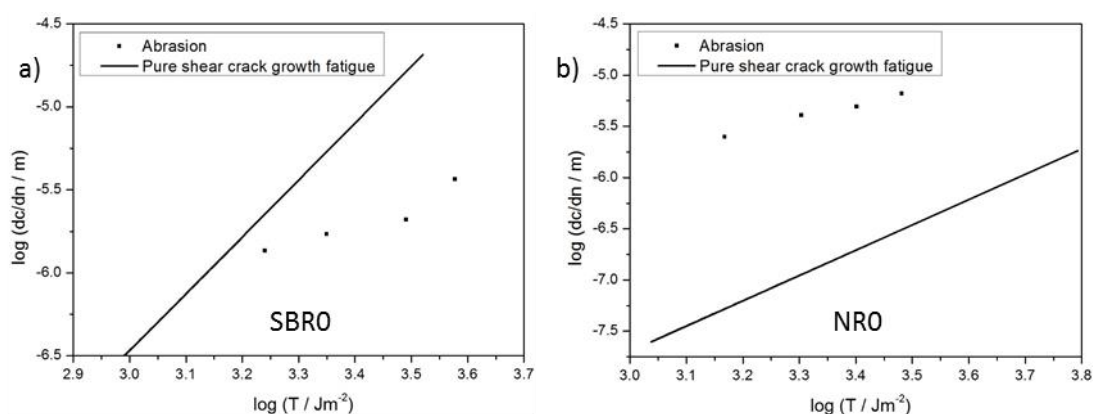 a)
Abrasion
Pure shear crack growth fatigue
-4.5
-5.0
-5.5
-6.0
-6.5
log (dc/dn / m)
SBR0
2.9 3.0 3.1 3.2 3.3 3.4 3.5 3.6 3.7
log (T / Jm⁻²)
b)
Abrasion
Pure shear crack growth fatigue
-4.5
-5.0
-5.5
-6.0
-6.5
-7.0
-7.5
log (dc/dn / m)
NR0
3.0 3.1 3.2 3.3 3.4 3.5 3.6 3.7 3.8
log (T / Jm⁻²)